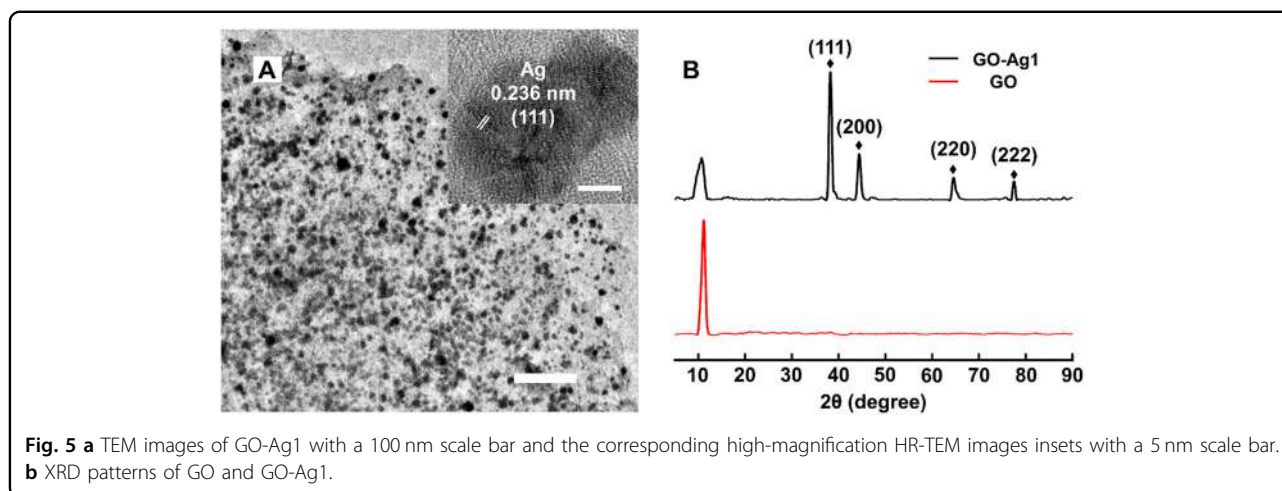 A
Ag
0.236 nm
(111)
B
(111)
(200)
(220)
(222)
GO-Ag1
GO
10 20 30 40 50 60 70 80 90
2θ (degree)
Fig. 5 a TEM images of GO-Ag1 with a 100 nm scale bar and the corresponding high-magnification HR-TEM images insets with a 5 nm scale bar.
b XRD patterns of GO and GO-Ag1.